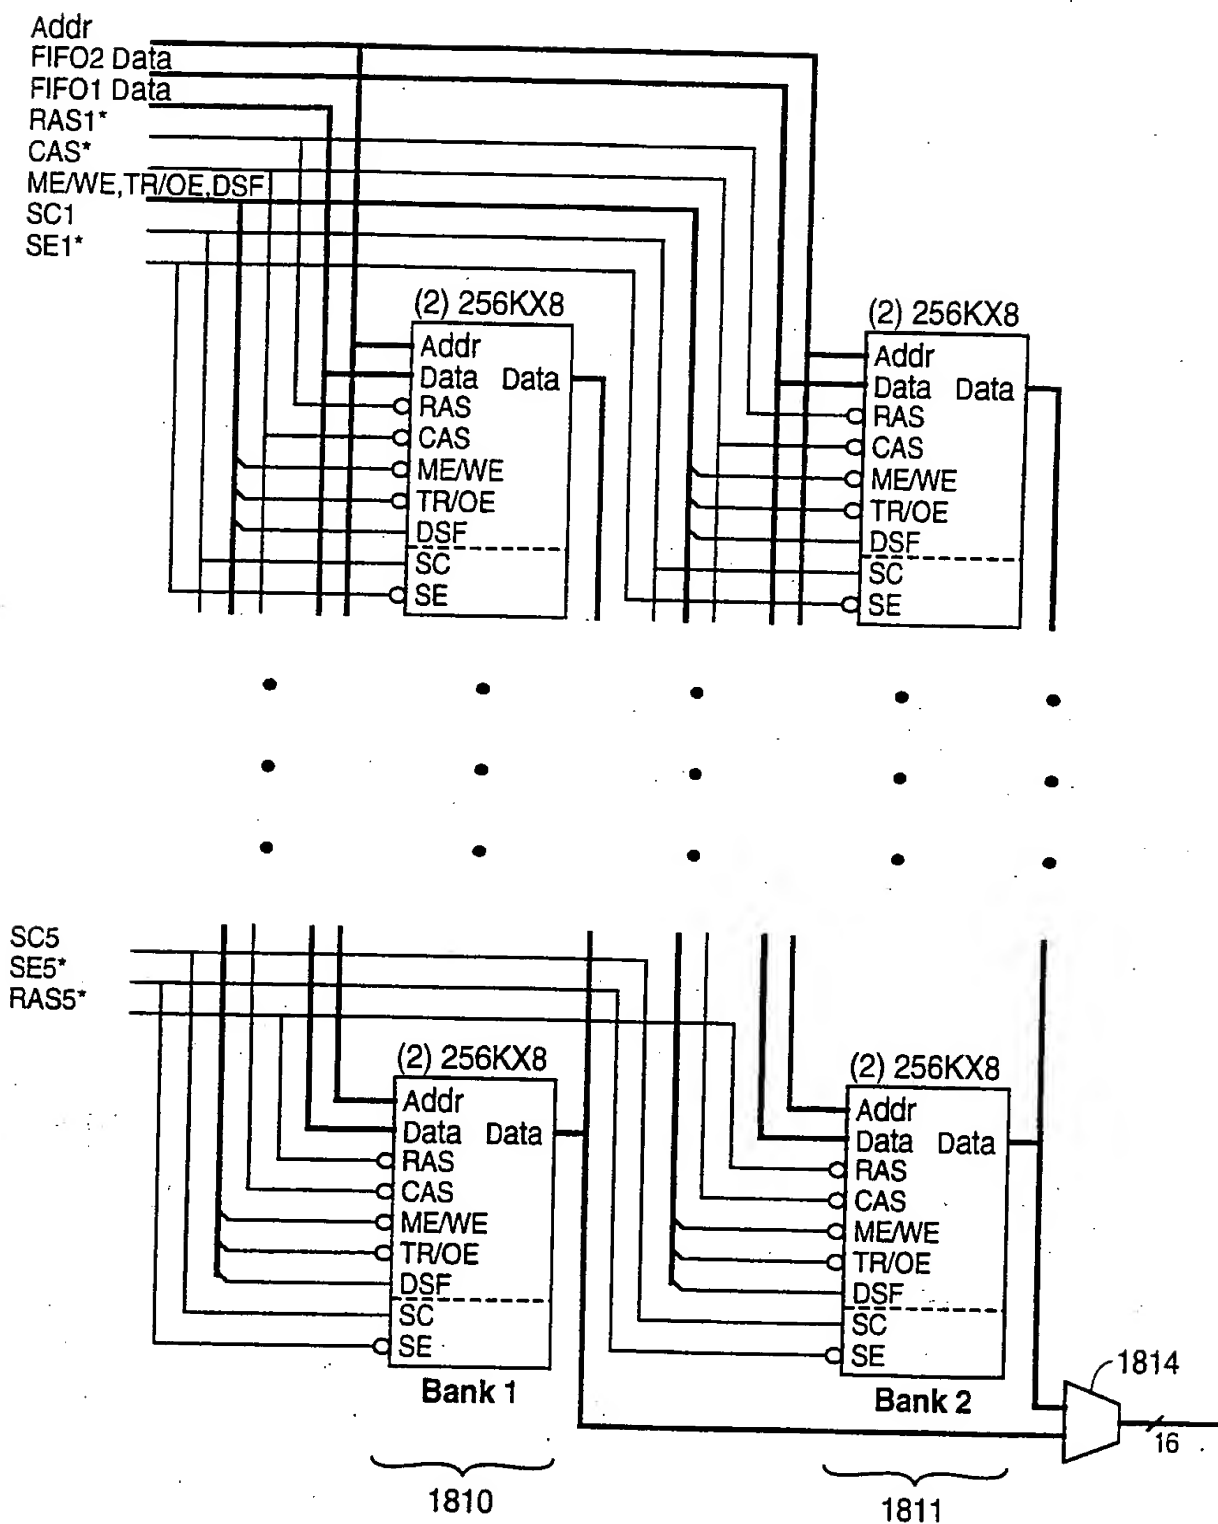 Addr
FIFO2 Data
FIFO1 Data
RAS1*
CAS*
ME/WE,TR/OE,DSF
SC1
SE1*
(2) 256KX8
Addr
Data Data
RAS
CAS
ME/WE
TR/OE
DSF
SC
SE
(2) 256KX8
Addr
Data Data
RAS
CAS
ME/WE
TR/OE
DSF
SC
SE
SC5
SE5*
RAS5*
(2) 256KX8
Addr
Data Data
RAS
CAS
ME/WE
TR/OE
DSF
SC
SE
Bank 1
1810
(2) 256KX8
Addr
Data Data
RAS
CAS
ME/WE
TR/OE
DSF
SC
SE
Bank 2
1811
1814
16